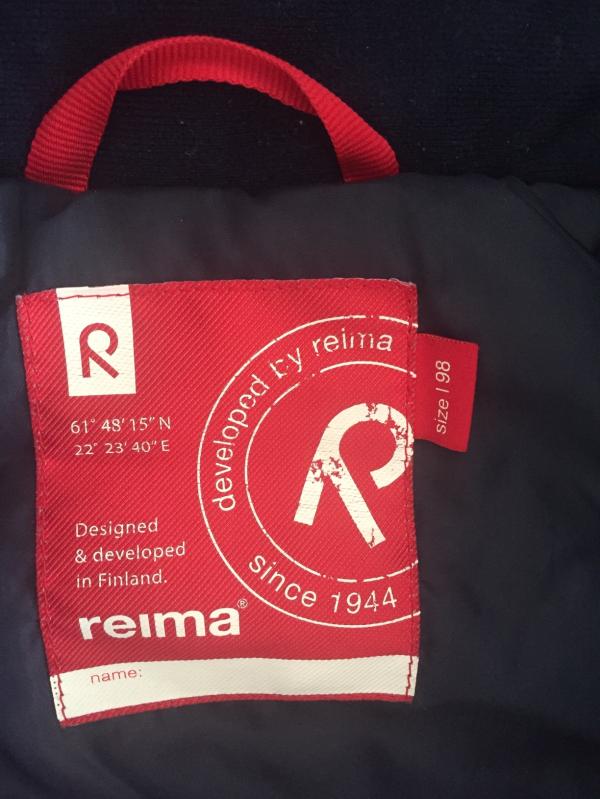 61° 48' 15" N
22° 23' 40" E
Designed
& developed
in Finland.
reima®
name:
developed by reima
since 1944
size | 98